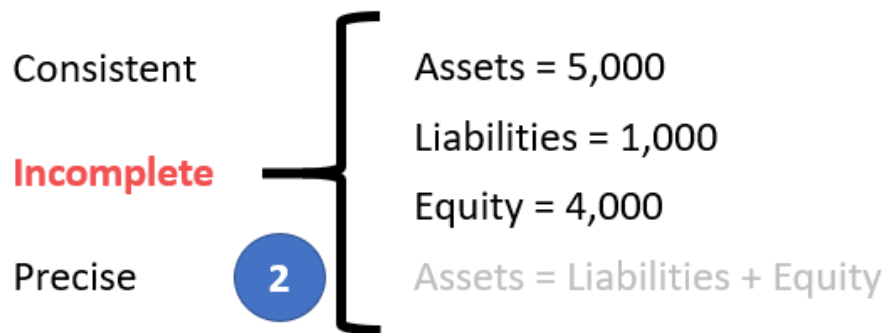 Consistent
Incomplete
Precise
2
Assets = 5,000
Liabilities = 1,000
Equity = 4,000
Assets = Liabilities + Equity